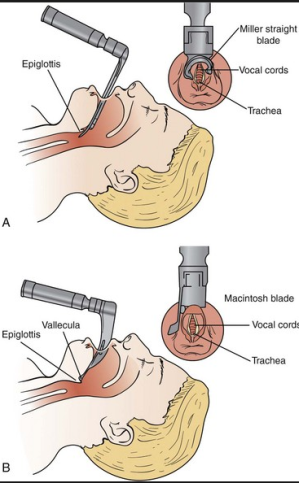 Miller straight
blade
Epiglottis
Vocal cords
Trachea
A
Macintosh blade
Vallecula
Epiglottis
Vocal cords
Trachea
B